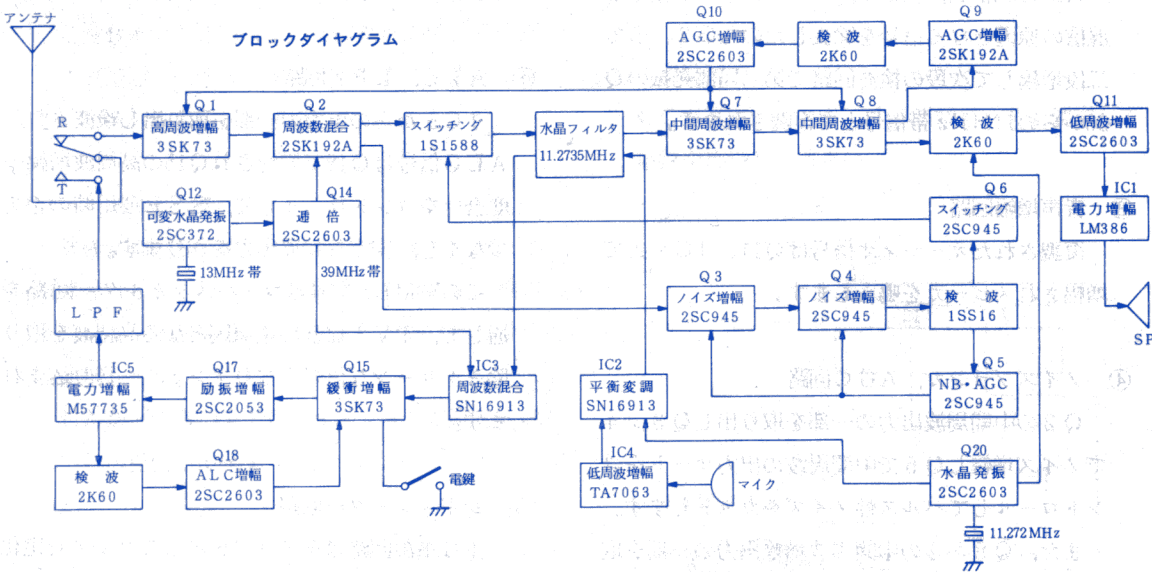 アンテナ
ブロックダイヤグラム
R
T
Q1
高周波増幅
3SK73
Q2
周波数混合
2SK192A
スイッチング
1S1588
水晶フィルタ
11.2735MHz
Q10
AGC増幅
2SC2603
検波
2K60
Q9
AGC増幅
2SK192A
Q7
中間周波増幅
3SK73
Q8
中間周波増幅
3SK73
検波
2K60
Q11
低周波増幅
2SC2603
IC1
電力増幅
LM386
SP
Q12
可変水晶発振
2SC372
13MHz帯
Q14
逓倍
2SC2603
39MHz帯
Q6
スイッチング
2SC945
Q3
ノイズ増幅
2SC945
Q4
ノイズ増幅
2SC945
検波
1SS16
Q5
NB・AGC
2SC945
LPF
IC5
電力増幅
M57735
Q17
励振増幅
2SC2053
Q15
緩衝増幅
3SK73
IC3
周波数混合
SN16913
IC2
平衡変調
SN16913
検波
2K60
Q18
ALC増幅
2SC2603
電鍵
IC4
低周波増幅
TA7063
マイク
Q20
水晶発振
2SC2603
11.272MHz